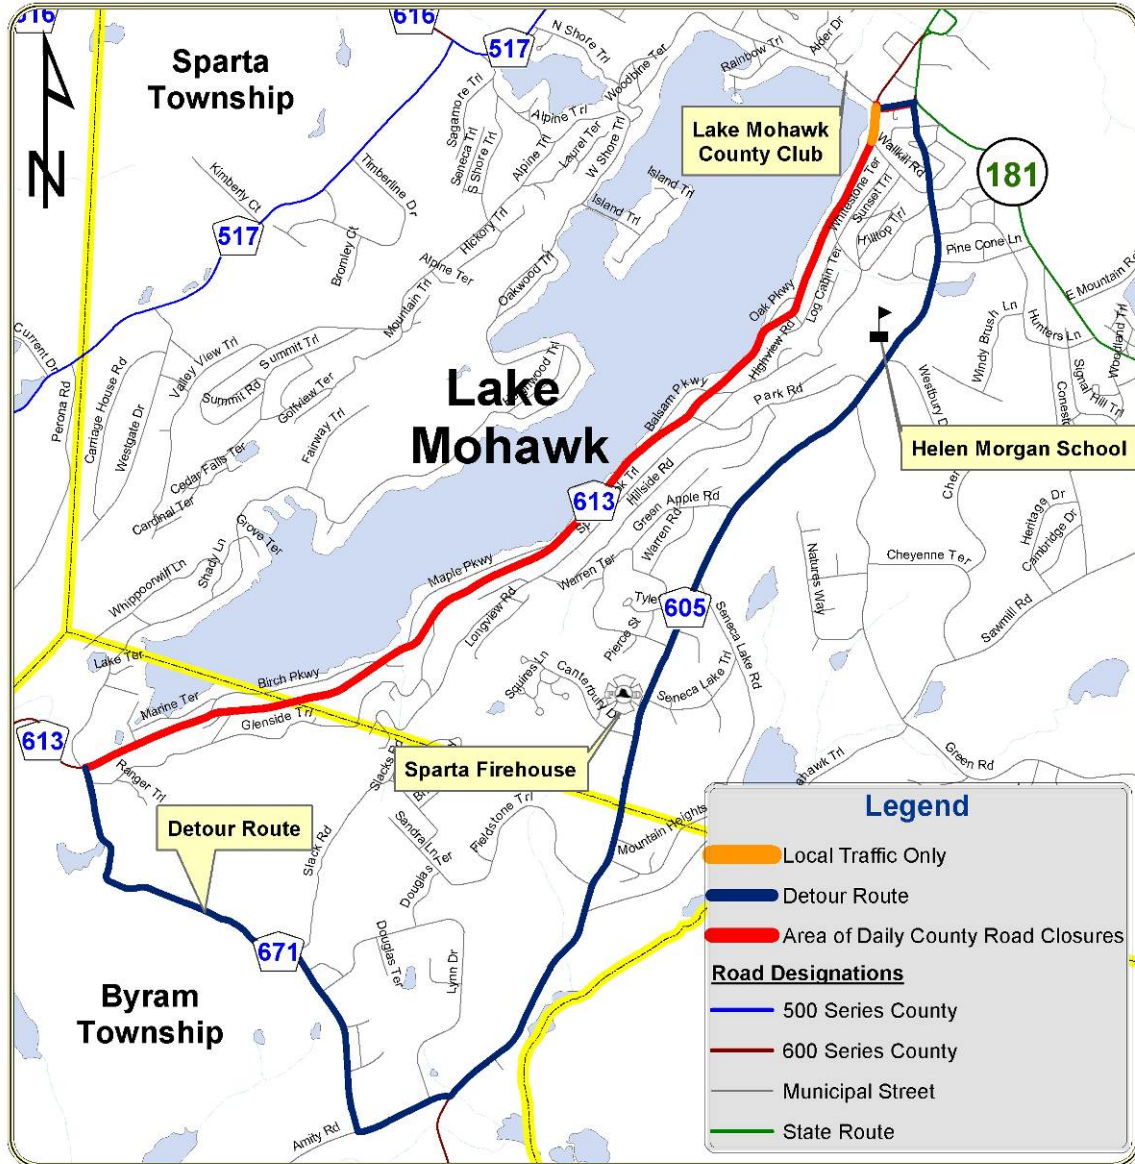 516
616
517
N Shore Trl
Alder Dr
Rainbow Trl
Woodbine Ter
Sparta
Township
Sagamore Trl
Alpine Trl
Seneca Trl
S Shore Trl
Laurel Ter
Alpine Trl
W Shore Trl
Lake Mohawk
County Club
Wallkill Rd
181
N
Kimberly Ct
Timberline Dr
Island Trl
Island Trl
Whitestone Ter
Sunset Trl
Hilltop Trl
517
Bromley Ct
Hickory Trl
Alpine Ter
Oakwood Trl
Pine Cone Ln
Log Cabin Ter
E Mountain Rd
Mountain Trl
Oak Pkwy
Current Dr
Valley View Trl
Summit Trl
Highview Rd
Windy Brush Ln
Hunters Ln
Woodland Trl
Perona Rd
Carriage House Rd
Westgate Dr
Summit Rd
Golfview Ter
Fairway Trl
Lake
Mohawk
Balsam Pkwy
Park Rd
Westbury D
Signal Hill Trl
Conest
Helen Morgan School
Cedar Falls Ter
Cardinal Ter
613
Hillside Rd
Green Apple Rd
Warren Rd
Cher
Heritage Dr
Cambridge Dr
Grove Ter
Shady Ln
Whippoorwill Ln
Maple Pkwy
Warren Ter
Natures Way
Cheyenne Ter
Longview Rd
Tyle
605
Pierce St
Seneca Lake Rd
Sawmill Rd
Lake Ter
Birch Pkwy
Squires Ln
Canterbury D
F D
Seneca Lake Trl
Marine Ter
Glenside Trl
613
Ranger Trl
Slacks R
Sparta Firehouse
ahawk Trl
Green Rd
Detour Route
Br
Sandra Ln
Fieldstone Trl
Mountain Heights
Slack Rd
Douglas Ter
671
Douglas Ter
Lynn Dr
Byram
Township
Amity Rd
Legend
Local Traffic Only
Detour Route
Area of Daily County Road Closures
Road Designations
500 Series County
600 Series County
Municipal Street
State Route